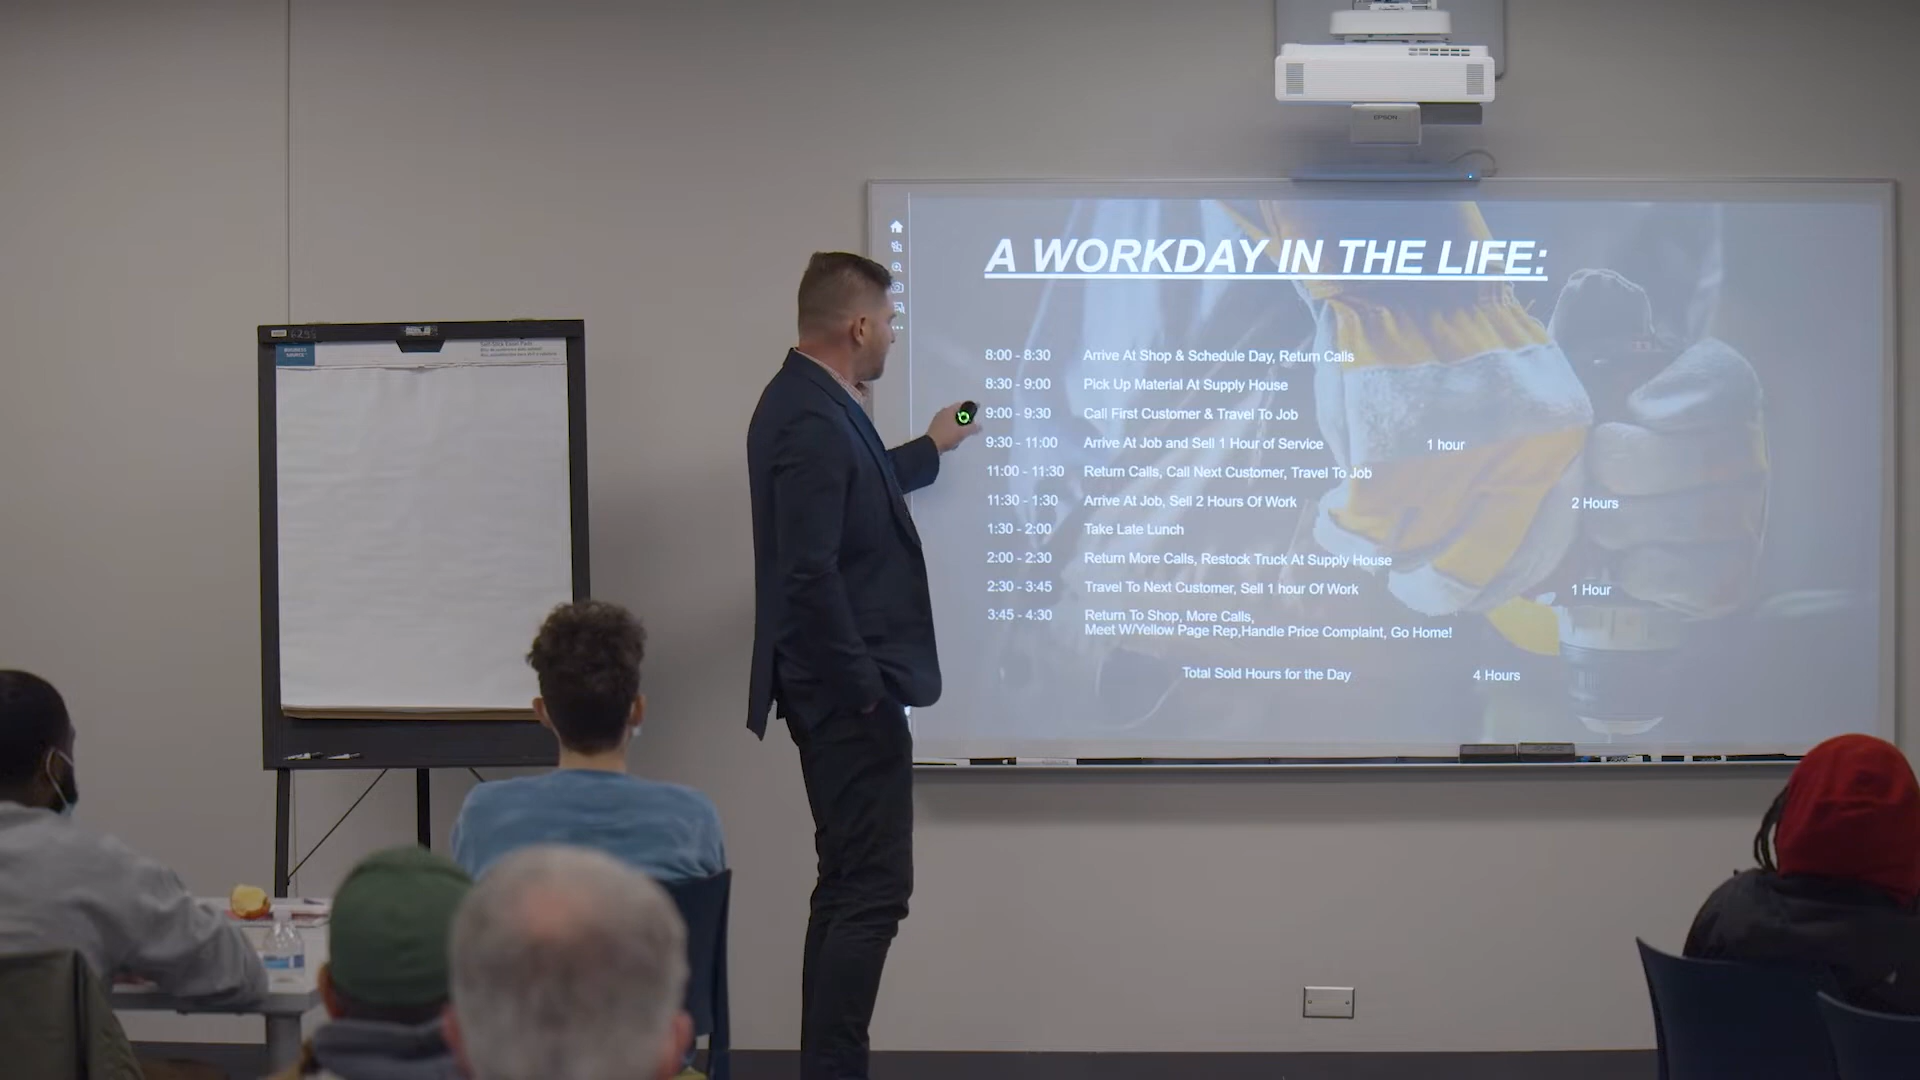 EPSON
A WORKDAY IN THE LIFE:
8:00 - 8:30 Arrive At Shop & Schedule Day, Return Calls
8:30 - 9:00 Pick Up Material At Supply House
9:00 - 9:30 Call First Customer & Travel To Job
9:30 - 11:00 Arrive At Job and Sell 1 Hour of Service 1 hour
11:00 - 11:30 Return Calls, Call Next Customer, Travel To Job
11:30 - 1:30 Arrive At Job, Sell 2 Hours Of Work 2 Hours
1:30 - 2:00 Take Late Lunch
2:00 - 2:30 Return More Calls, Restock Truck At Supply House
2:30 - 3:45 Travel To Next Customer, Sell 1 hour Of Work 1 Hour
3:45 - 4:30 Return To Shop, More Calls,
Meet W/Yellow Page Rep,Handle Price Complaint, Go Home!
Total Sold Hours for the Day 4 Hours
BUSINESS
SOURCE
Self-Stick Easel Pads